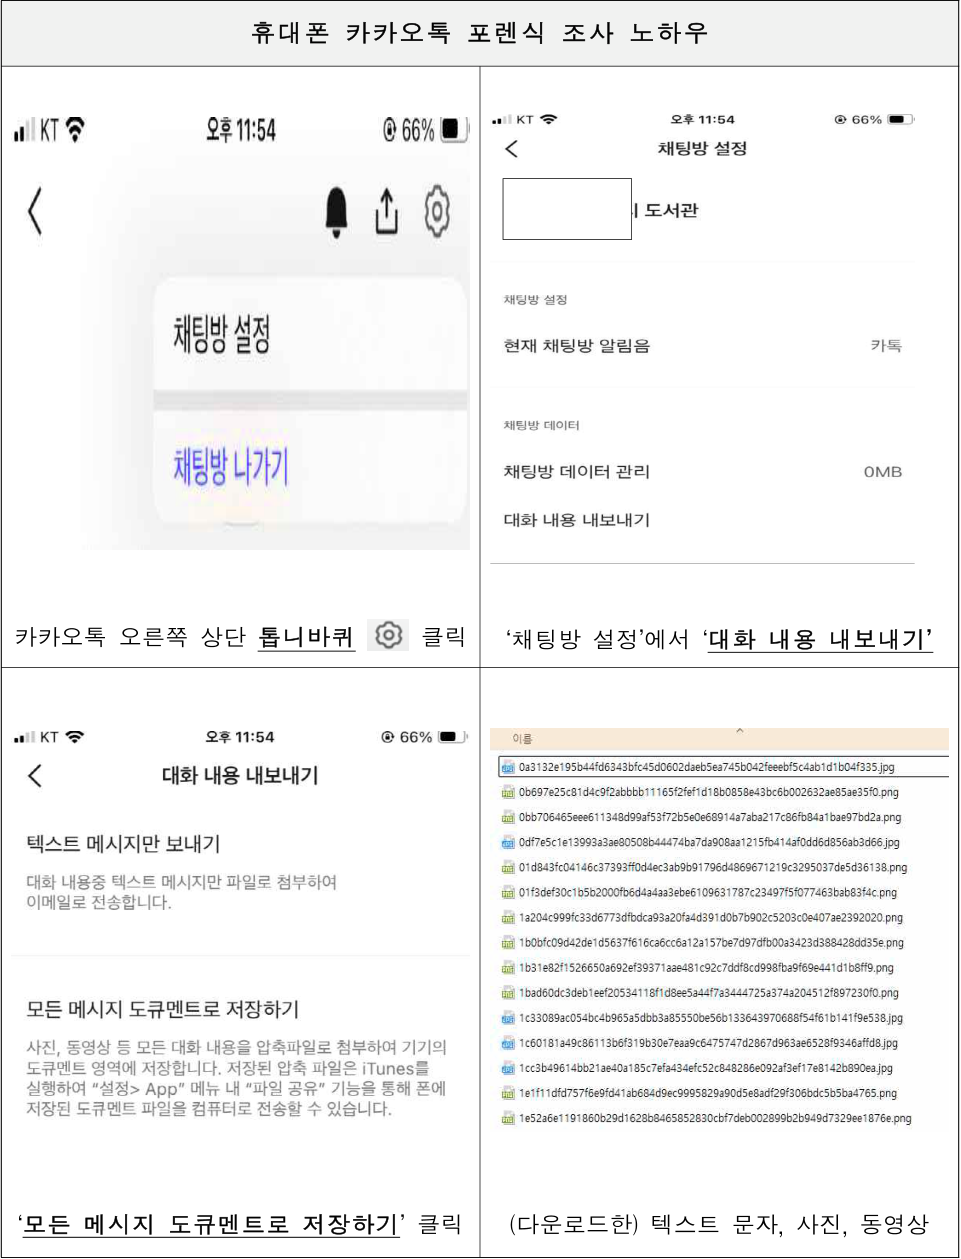 휴대폰 카카오톡 포렌식 조사 노하우
KT 오후 11:54 66%
채팅방 설정
채팅방 나가기
카카오톡 오른쪽 상단 톱니바퀴 클릭
KT 오후 11:54 66%
채팅방 설정
도서관
채팅방 설정
현재 채팅방 알림음 카톡
채팅방 데이터
채팅방 데이터 관리 0MB
대화 내용 내보내기
‘채팅방 설정’에서 ‘대화 내용 내보내기’
KT 오후 11:54 66%
대화 내용 내보내기
텍스트 메시지만 보내기
대화 내용중 텍스트 메시지만 파일로 첨부하여
이메일로 전송합니다.
모든 메시지 도큐멘트로 저장하기
사진, 동영상 등 모든 대화 내용을 압축파일로 첨부하여 기기의
도큐멘트 영역에 저장합니다. 저장된 압축 파일은 iTunes를
실행하여 “설정> App” 메뉴 내 “파일 공유” 기능을 통해 폰에
저장된 도큐멘트 파일을 컴퓨터로 전송할 수 있습니다.
‘모든 메시지 도큐멘트로 저장하기’ 클릭
이름
0a3132e195b44fd6343bfc45d0602daeb5ea745b042feeebf5c4ab1d1b04f335.jpg
0b697e25c81d4c9f2abbbb11165f2fef1d18b0858e43bc6b002632ae85ae35f0.png
0bb706465eee611348d99af53f72b5e0e68914a7aba217c86fb84a1bae97bd2a.png
0df7e5c1e13993a3ae80508b44474ba7da908aa1215fb414af0dd6d856ab3d66.jpg
01d843fc04146c37393ff0d4ec3ab9b91796d4869671219c3295037de5d36138.png
01f3def30c1b5b2000fb6d4a4aa3ebe6109631787c23497f5f077463bab83f4c.png
1a204c999fc33d6773dfbdca93a20fa4d391d0b7b902c5203c0e407ae2392020.png
1b0bfc09d42de1d5637f616ca6cc6a12a157be7d97dfb00a3423d388428dd35e.png
1b31e82f1526650a692ef39371aae481c92c7ddf8cd998fba9f69e441d1b8ff9.png
1bad60dc3deb1eef20534118f1d8ee5a44f7a3444725a374a204512f897230f0.png
1c33089ac054bc4b965a5dbb3a85550be56b133643970688f54f61b141f9e538.jpg
1c60181a49c86113b6f319b30e7eaa9c6475747d2867d963ae6528f9346affd8.jpg
1cc3b49614bb21ae40a185c7efa434efc52c848286e092af3ef17e8142b890ea.jpg
1e1f11dfd757f6e9fd41ab684d9ec9995829a90d5e8adf29f306bdc5b5ba4765.png
1e52a6e1191860b29d1628b8465852830cbf7deb002899b2b949d7329ee1876e.png
(다운로드한) 텍스트 문자, 사진, 동영상